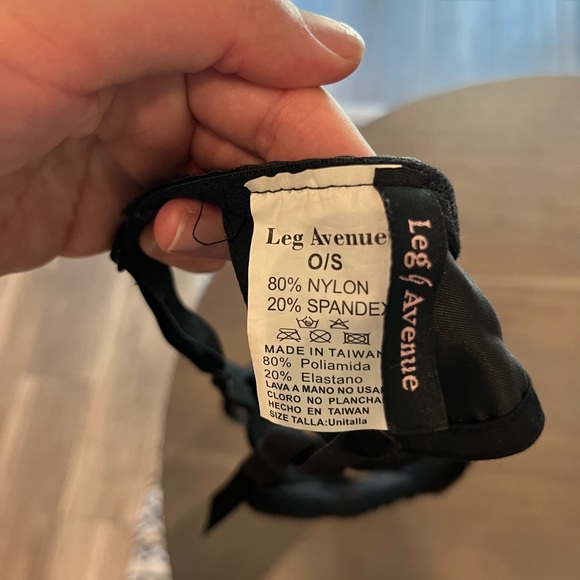 Leg Avenue
O/S
80% NYLON
20% SPANDEX
MADE IN TAIWAN
80% Poliamida
20% Elastano
LAVA A MANO NO USAR
CLORO NO PLANCHA
HECHO EN TAIWAN
SIZE TALLA:Unitalla
Leg Avenue